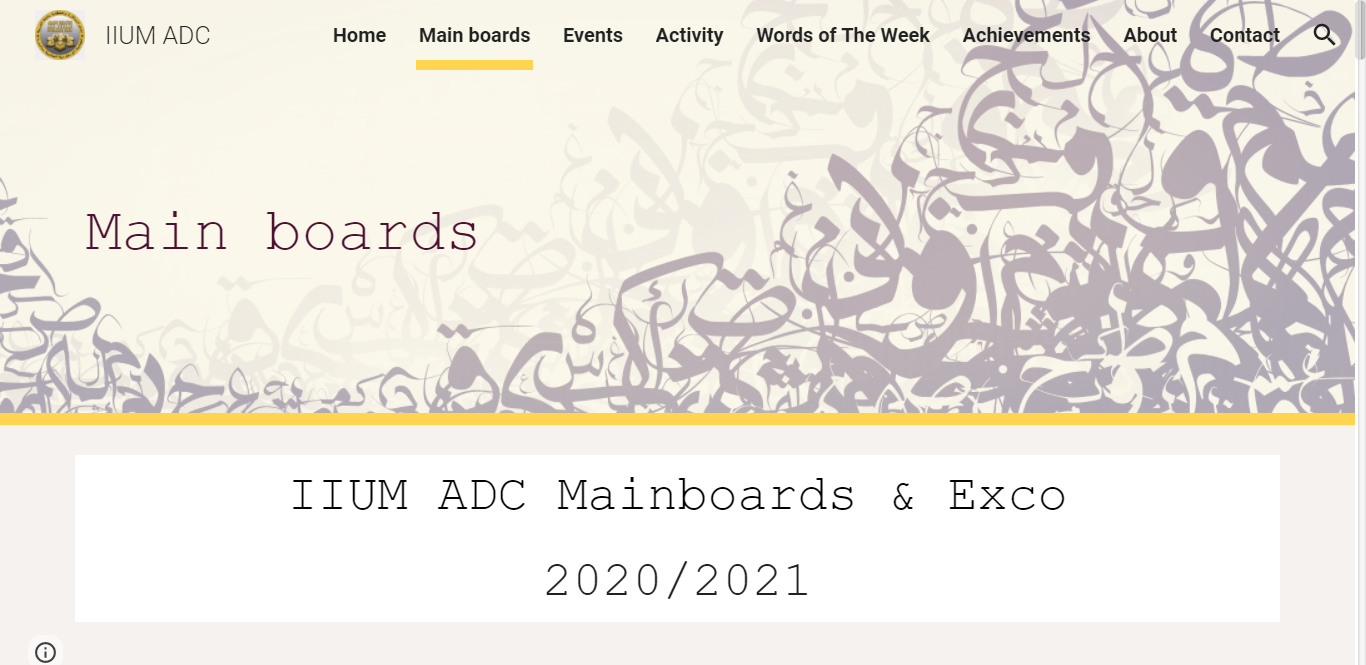 IIUM ADC
Home
Main boards
Events
Activity
Words of The Week
Achievements
About
Contact
Main boards
IIUM ADC Mainboards & Exco
2020/2021